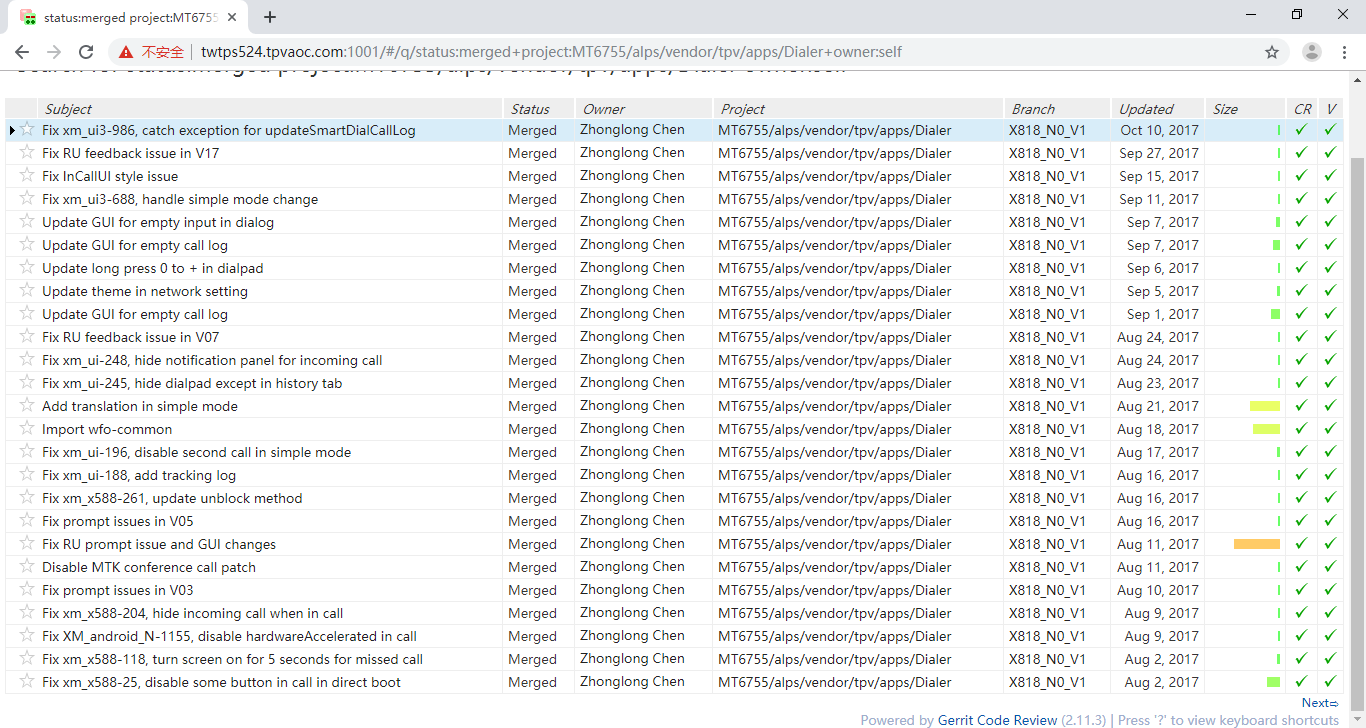 status:merged project:MT6755
不安全 twtps524.tpvaoc.com:1001/#/q/status:merged+project:MT6755/alps/vendor/tpv/apps/Dialer+owner:self
Search for status:merged project:MT6755/alps/vendor/tpv/apps/Dialer owner:self
Subject Status Owner Project Branch Updated Size CR V
Fix xm_ui3-986, catch exception for updateSmartDialCallLog Merged Zhonglong Chen MT6755/alps/vendor/tpv/apps/Dialer X818_N0_V1 Oct 10, 2017 ✓ ✓
Fix RU feedback issue in V17 Merged Zhonglong Chen MT6755/alps/vendor/tpv/apps/Dialer X818_N0_V1 Sep 27, 2017 ✓ ✓
Fix InCallUI style issue Merged Zhonglong Chen MT6755/alps/vendor/tpv/apps/Dialer X818_N0_V1 Sep 15, 2017 ✓ ✓
Fix xm_ui3-688, handle simple mode change Merged Zhonglong Chen MT6755/alps/vendor/tpv/apps/Dialer X818_N0_V1 Sep 11, 2017 ✓ ✓
Update GUI for empty input in dialog Merged Zhonglong Chen MT6755/alps/vendor/tpv/apps/Dialer X818_N0_V1 Sep 7, 2017 ✓ ✓
Update GUI for empty call log Merged Zhonglong Chen MT6755/alps/vendor/tpv/apps/Dialer X818_N0_V1 Sep 7, 2017 ✓ ✓
Update long press 0 to + in dialpad Merged Zhonglong Chen MT6755/alps/vendor/tpv/apps/Dialer X818_N0_V1 Sep 6, 2017 ✓ ✓
Update theme in network setting Merged Zhonglong Chen MT6755/alps/vendor/tpv/apps/Dialer X818_N0_V1 Sep 5, 2017 ✓ ✓
Update GUI for empty call log Merged Zhonglong Chen MT6755/alps/vendor/tpv/apps/Dialer X818_N0_V1 Sep 1, 2017 ✓ ✓
Fix RU feedback issue in V07 Merged Zhonglong Chen MT6755/alps/vendor/tpv/apps/Dialer X818_N0_V1 Aug 24, 2017 ✓ ✓
Fix xm_ui-248, hide notification panel for incoming call Merged Zhonglong Chen MT6755/alps/vendor/tpv/apps/Dialer X818_N0_V1 Aug 24, 2017 ✓ ✓
Fix xm_ui-245, hide dialpad except in history tab Merged Zhonglong Chen MT6755/alps/vendor/tpv/apps/Dialer X818_N0_V1 Aug 23, 2017 ✓ ✓
Add translation in simple mode Merged Zhonglong Chen MT6755/alps/vendor/tpv/apps/Dialer X818_N0_V1 Aug 21, 2017 ✓ ✓
Import wfo-common Merged Zhonglong Chen MT6755/alps/vendor/tpv/apps/Dialer X818_N0_V1 Aug 18, 2017 ✓ ✓
Fix xm_ui-196, disable second call in simple mode Merged Zhonglong Chen MT6755/alps/vendor/tpv/apps/Dialer X818_N0_V1 Aug 17, 2017 ✓ ✓
Fix xm_ui-188, add tracking log Merged Zhonglong Chen MT6755/alps/vendor/tpv/apps/Dialer X818_N0_V1 Aug 16, 2017 ✓ ✓
Fix xm_x588-261, update unblock method Merged Zhonglong Chen MT6755/alps/vendor/tpv/apps/Dialer X818_N0_V1 Aug 16, 2017 ✓ ✓
Fix prompt issues in V05 Merged Zhonglong Chen MT6755/alps/vendor/tpv/apps/Dialer X818_N0_V1 Aug 16, 2017 ✓ ✓
Fix RU prompt issue and GUI changes Merged Zhonglong Chen MT6755/alps/vendor/tpv/apps/Dialer X818_N0_V1 Aug 11, 2017 ✓ ✓
Disable MTK conference call patch Merged Zhonglong Chen MT6755/alps/vendor/tpv/apps/Dialer X818_N0_V1 Aug 11, 2017 ✓ ✓
Fix prompt issues in V03 Merged Zhonglong Chen MT6755/alps/vendor/tpv/apps/Dialer X818_N0_V1 Aug 10, 2017 ✓ ✓
Fix xm_x588-204, hide incoming call when in call Merged Zhonglong Chen MT6755/alps/vendor/tpv/apps/Dialer X818_N0_V1 Aug 9, 2017 ✓ ✓
Fix XM_android_N-1155, disable hardwareAccelerated in call Merged Zhonglong Chen MT6755/alps/vendor/tpv/apps/Dialer X818_N0_V1 Aug 9, 2017 ✓ ✓
Fix xm_x588-118, turn screen on for 5 seconds for missed call Merged Zhonglong Chen MT6755/alps/vendor/tpv/apps/Dialer X818_N0_V1 Aug 2, 2017 ✓ ✓
Fix xm_x588-25, disable some button in call in direct boot Merged Zhonglong Chen MT6755/alps/vendor/tpv/apps/Dialer X818_N0_V1 Aug 2, 2017 ✓ ✓
Next⇨
Powered by Gerrit Code Review (2.11.3) | Press '?' to view keyboard shortcuts